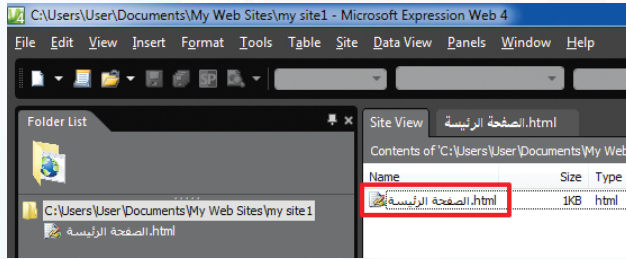 C:\Users\User\Documents\My Web Sites\my site1 - Microsoft Expression Web 4
File Edit View Insert Format Tools Table Site Data View Panels Window Help
Folder List
Site View الصفحة الرئيسة.html
Contents of 'C:\Users\User\Documents\My Web
Name Size Type
الصفحة الرئيسة.html 1KB html
C:\Users\User\Documents\My Web Sites\my site1
الصفحة الرئيسة.html